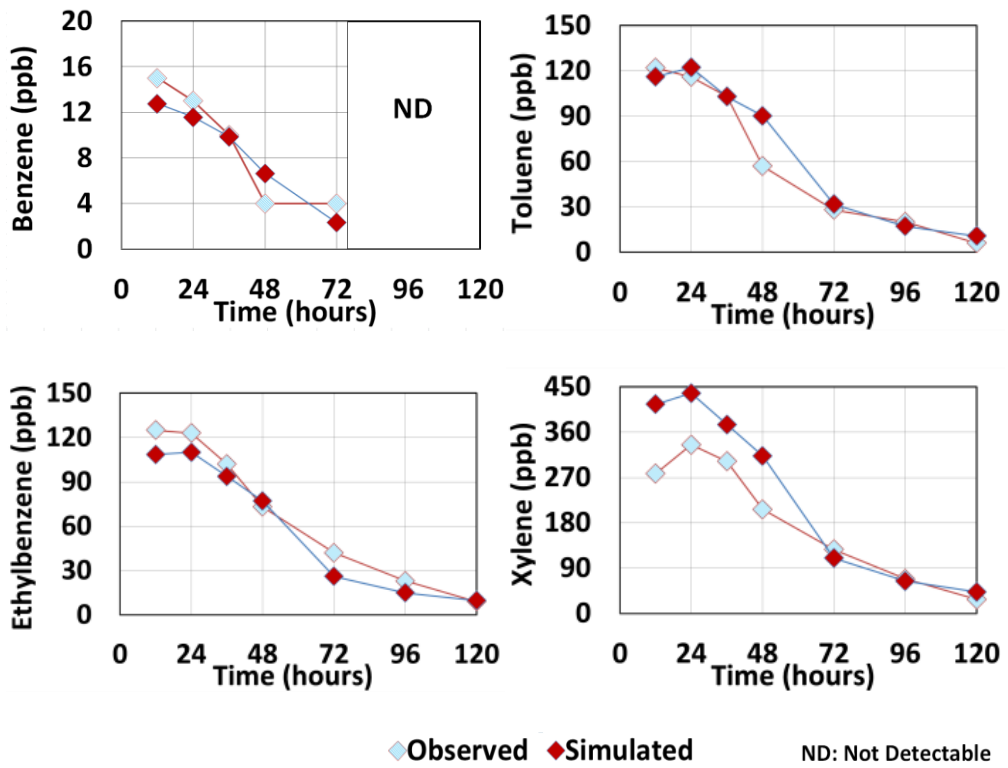 Benzene (ppb)
20
16
12
8
4
0
ND
0 24 48 72 96 120
Time (hours)
Toluene (ppb)
150
120
90
60
30
0
0 24 48 72 96 120
Time (hours)
Ethylbenzene (ppb)
150
120
90
60
30
0
0 24 48 72 96 120
Time (hours)
Xylene (ppb)
450
360
270
180
90
0
0 24 48 72 96 120
Time (hours)
Observed Simulated ND: Not Detectable